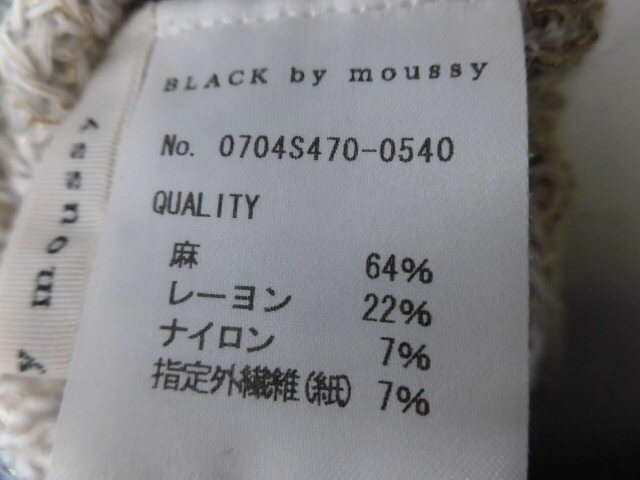 BLACK by moussy
No. 0704S470-0540
QUALITY
麻 64%
レーヨン 22%
ナイロン 7%
指定外繊維(紙) 7%
y moussy